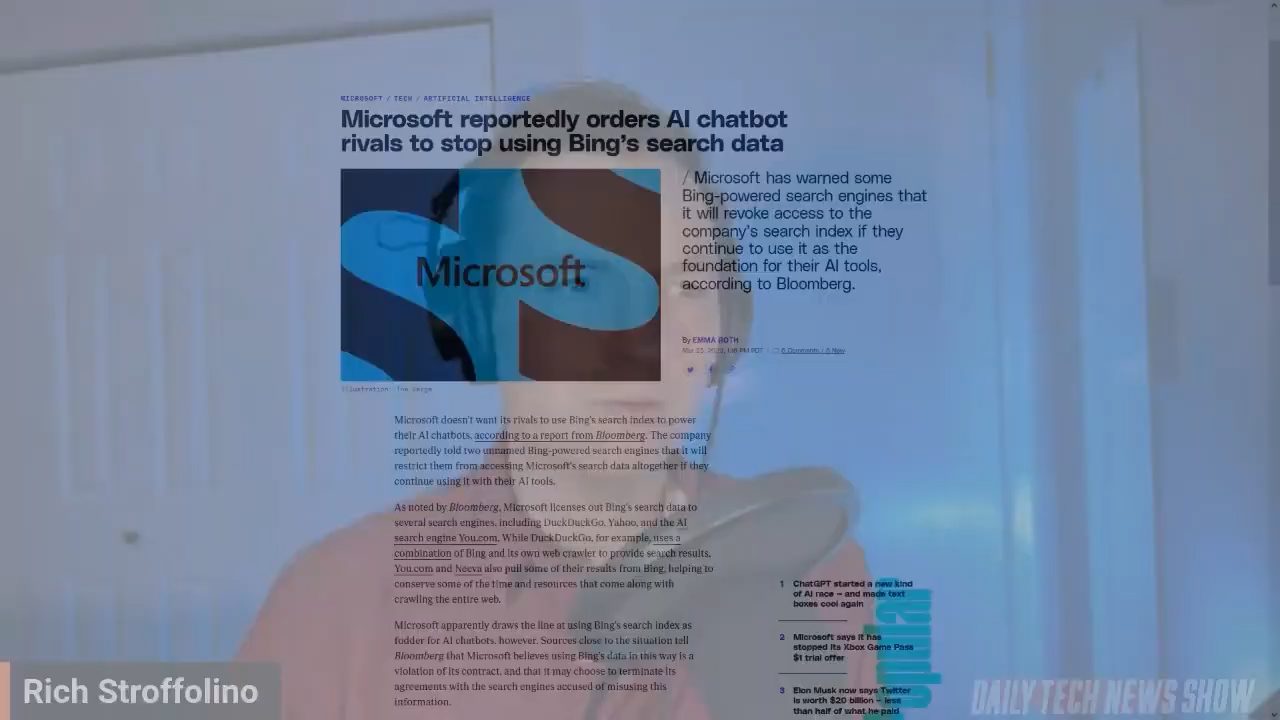 MICROSOFT / TECH / ARTIFICIAL INTELLIGENCE
Microsoft reportedly orders AI chatbot
rivals to stop using Bing's search data
Microsoft
/ Microsoft has warned some
Bing-powered search engines that
it will revoke access to the
company's search index if they
continue to use it as the
foundation for their AI tools,
according to Bloomberg.
By EMMA ROTH
Illustration: The Verge
Microsoft doesn't want its rivals to use Bing's search index to power
their AI chatbots, according to a report from Bloomberg. The company
reportedly told two unnamed Bing-powered search engines that it will
restrict them from accessing Microsoft's search data altogether if they
continue using it with their AI tools.
As noted by Bloomberg, Microsoft licenses out Bing's search data to
several search engines, including DuckDuckGo, Yahoo, and the AI
search engine You.com. While DuckDuckGo, for example, uses a
combination of Bing and its own web crawler to provide search results,
You.com and Neeva also pull some of their results from Bing, helping to
conserve some of the time and resources that come along with
crawling the entire web.
Microsoft apparently draws the line at using Bing's search index as
fodder for AI chatbots, however. Sources close to the situation tell
Bloomberg that Microsoft believes using Bing's data in this way is a
violation of its contract, and that it may choose to terminate its
agreements with the search engines accused of misusing this
information.
1 ChatGPT started a new kind
of AI race — and made text
boxes cool again
2 Microsoft says it has
stopped its Xbox Game Pass
$1 trial offer
3 Elon Musk now says Twitter
is worth $20 billion — less
than half of what he paid
Rich Stroffolino
DAILY TECH NEWS SHOW